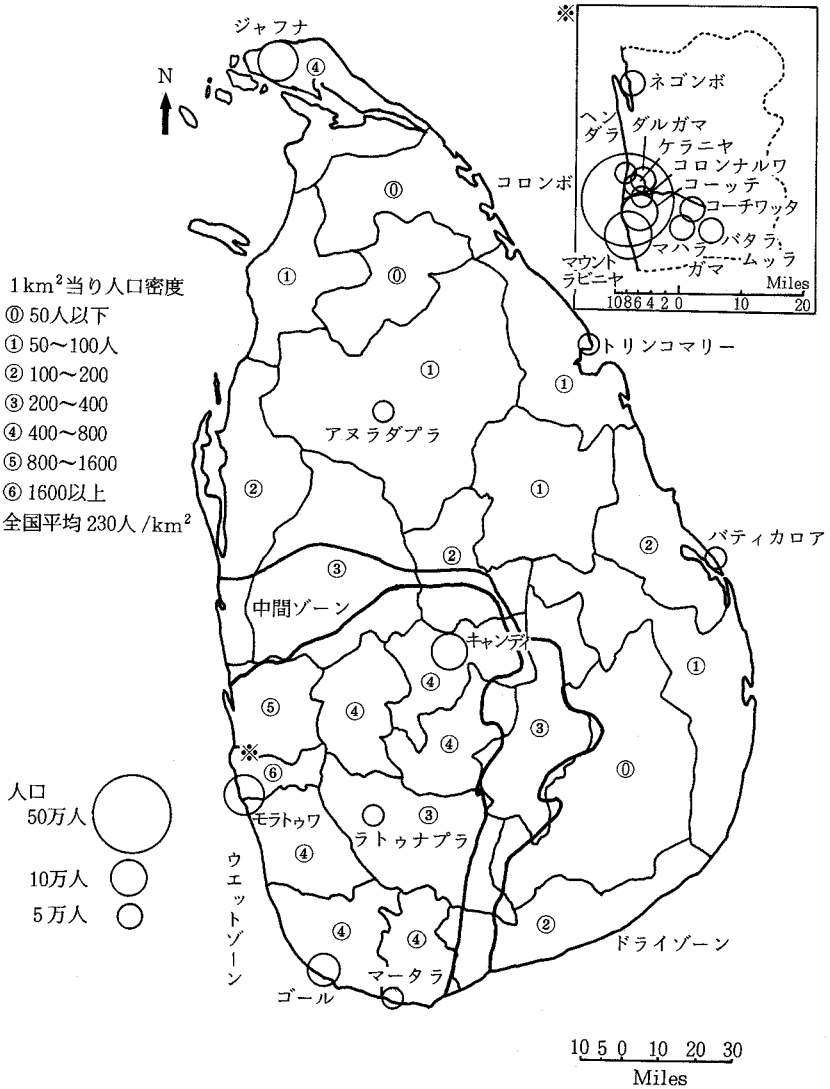 ジャフナ
④
N
⓪
①
⓪
①
トリンコマリー
①
アヌラダプラ
②
①
②
バティカロア
②
③
中間ゾーン
キャンディ
④
①
⑤
④
④
③
⓪
※
⑥
モラトゥワ
④
ラトゥナプラ
③
ウエットゾーン
④
④
②
ドライゾーン
ゴール
マータラ
1km²当り人口密度
⓪ 50人以下
① 50〜100人
② 100〜200
③ 200〜400
④ 400〜800
⑤ 800〜1600
⑥ 1600以上
全国平均 230人/km²
人口
50万人
10万人
5万人
※
ネゴンボ
ヘンダラ
ダルガマ
ケラニヤ
コロンナルワ
コロンボ
コーッテ
コーチワッタ
マハラガマ
バタラムッラ
マウント
ラビニヤ
Miles
10 8 6 4 2 0 10 20
10 5 0 10 20 30
Miles